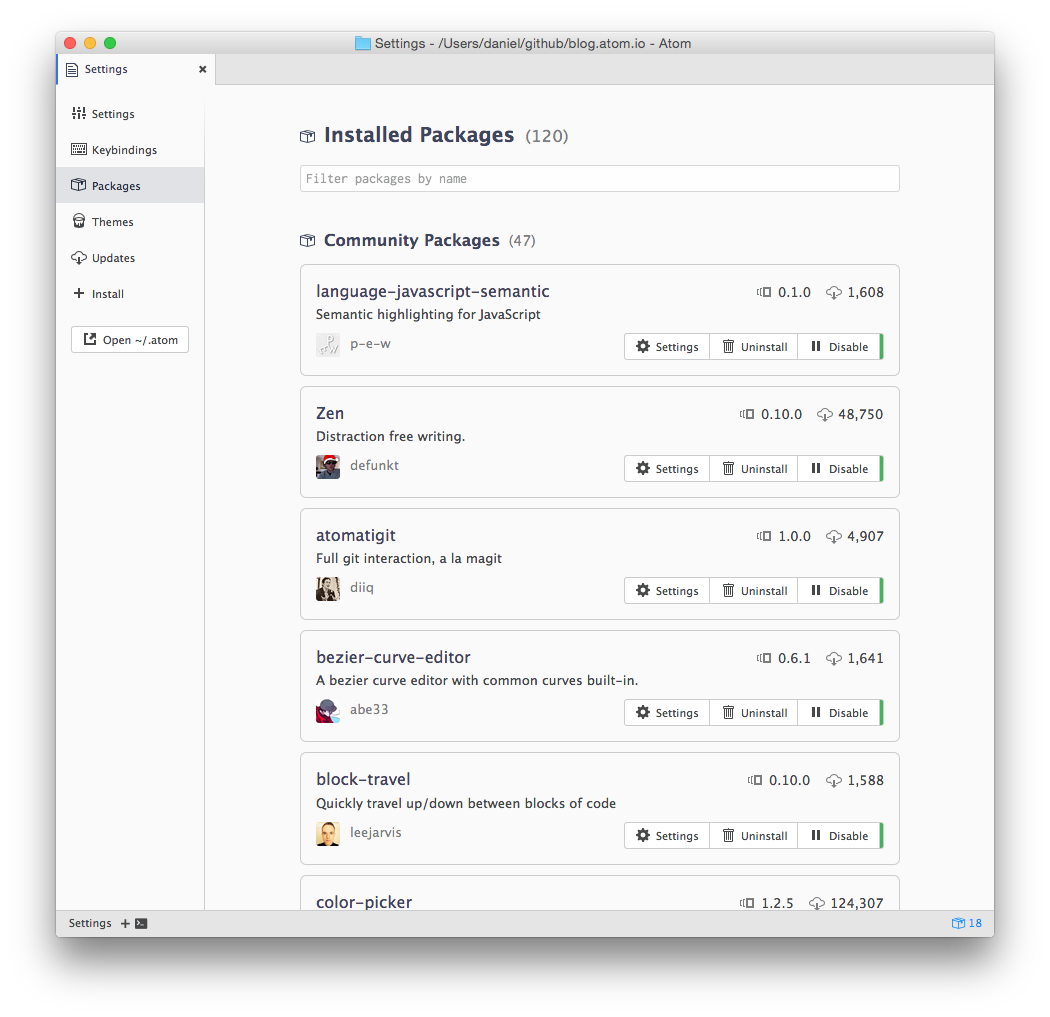 Settings - /Users/daniel/github/blog.atom.io - Atom
Settings
Settings
Keybindings
Packages
Themes
Updates
Install
Open ~/.atom
Installed Packages (120)
Filter packages by name
Community Packages (47)
language-javascript-semantic 0.1.0 1,608
Semantic highlighting for JavaScript
p-e-w Settings Uninstall Disable
Zen 0.10.0 48,750
Distraction free writing.
defunkt Settings Uninstall Disable
atomatigit 1.0.0 4,907
Full git interaction, a la magit
diiq Settings Uninstall Disable
bezier-curve-editor 0.6.1 1,641
A bezier curve editor with common curves built-in.
abe33 Settings Uninstall Disable
block-travel 0.10.0 1,588
Quickly travel up/down between blocks of code
leejarvis Settings Uninstall Disable
color-picker 1.2.5 124,307
Settings + 18